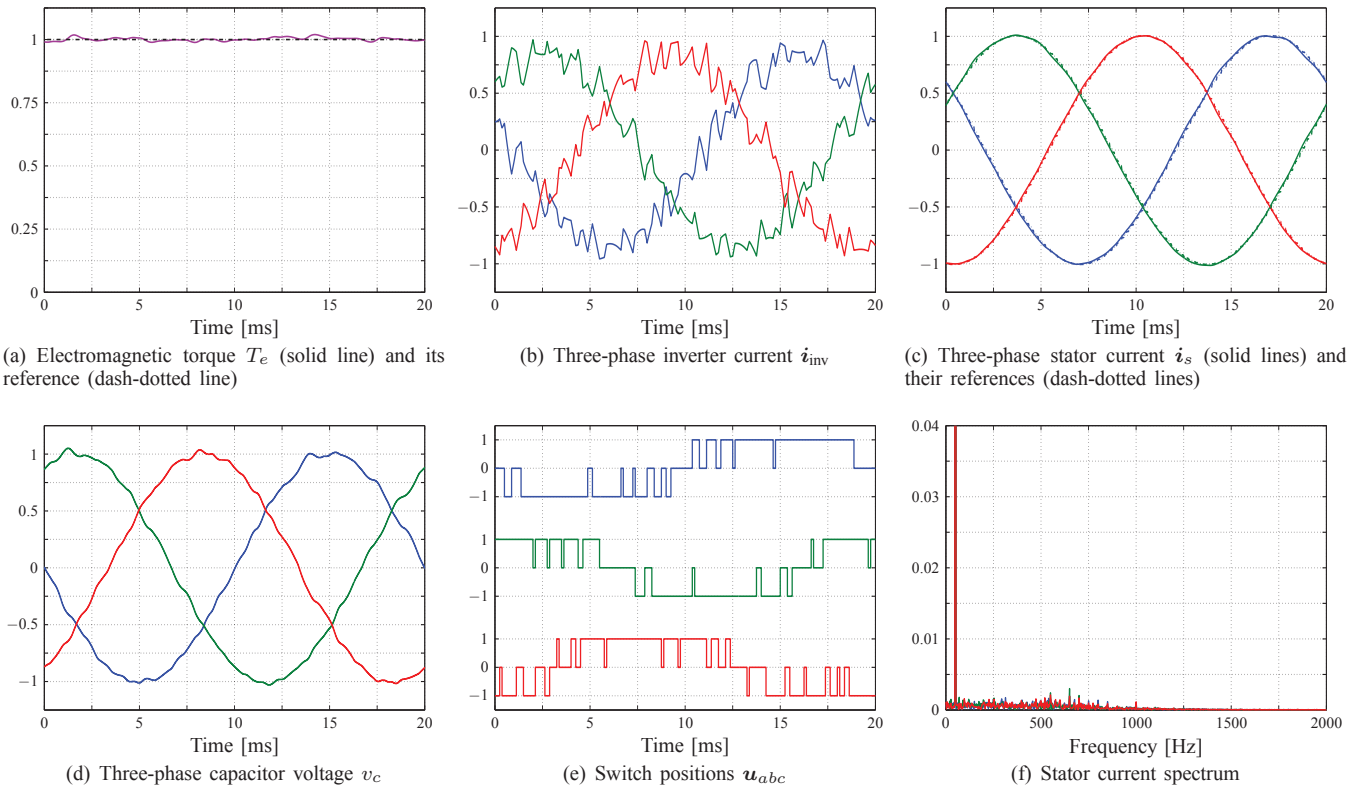 1
0.75
0.5
0.25
0
0 5 10 15 20
Time [ms]
(a) Electromagnetic torque Te (solid line) and its
reference (dash-dotted line)
1
0.5
0
−0.5
−1
0 5 10 15 20
Time [ms]
(b) Three-phase inverter current iinv
1
0.5
0
−0.5
−1
0 5 10 15 20
Time [ms]
(c) Three-phase stator current is (solid lines) and
their references (dash-dotted lines)
1
0.5
0
−0.5
−1
0 5 10 15 20
Time [ms]
(d) Three-phase capacitor voltage vc
1
0
−1
1
0
−1
1
0
−1
0 5 10 15 20
Time [ms]
(e) Switch positions uabc
0.04
0.03
0.02
0.01
0
0 500 1000 1500 2000
Frequency [Hz]
(f) Stator current spectrum